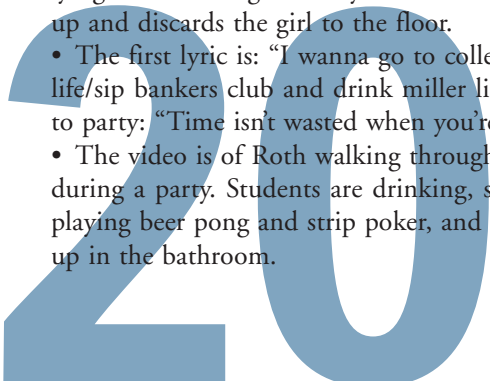 up and discards the girl to the floor.
• The first lyric is: “I wanna go to colle
life/sip bankers club and drink miller li
to party: “Time isn’t wasted when you’r
• The video is of Roth walking through
during a party. Students are drinking, s
playing beer pong and strip poker, and
up in the bathroom.
20